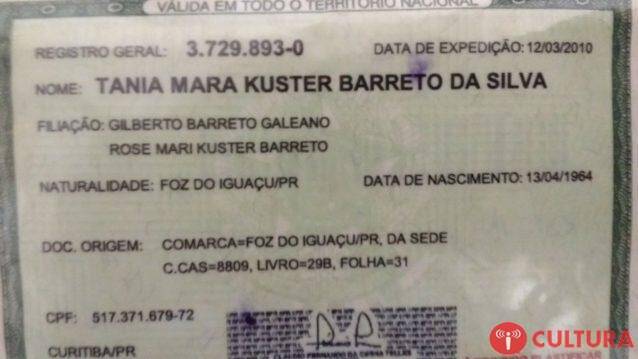 VÁLIDA EM TODO O TERRITÓRIO NACIONAL
REGISTRO GERAL: 3.729.893-0 DATA DE EXPEDIÇÃO: 12/03/2010
NOME: TANIA MARA KUSTER BARRETO DA SILVA
FILIAÇÃO: GILBERTO BARRETO GALEANO
ROSE MARI KUSTER BARRETO
NATURALIDADE: FOZ DO IGUAÇU/PR DATA DE NASCIMENTO: 13/04/1964
DOC. ORIGEM: COMARCA=FOZ DO IGUAÇU/PR, DA SEDE
C.CAS=8809, LIVRO=29B, FOLHA=31
CPF: 517.371.679-72
CURITIBA/PR
CULTURA